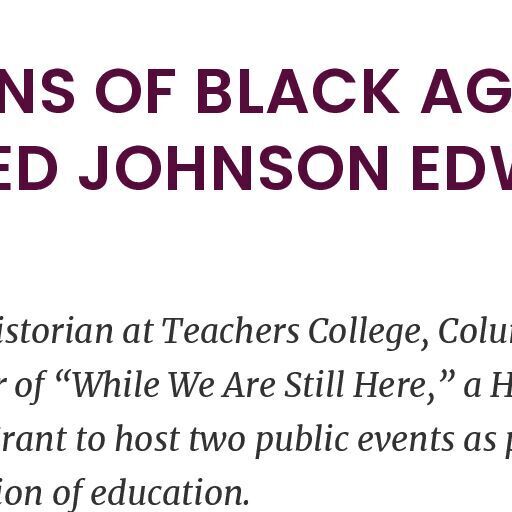 NS OF BLACK AG
ED JOHNSON EDW
istorian at Teachers College, Colu
r of “While We Are Still Here,” a H
rant to host two public events as p
ion of education.